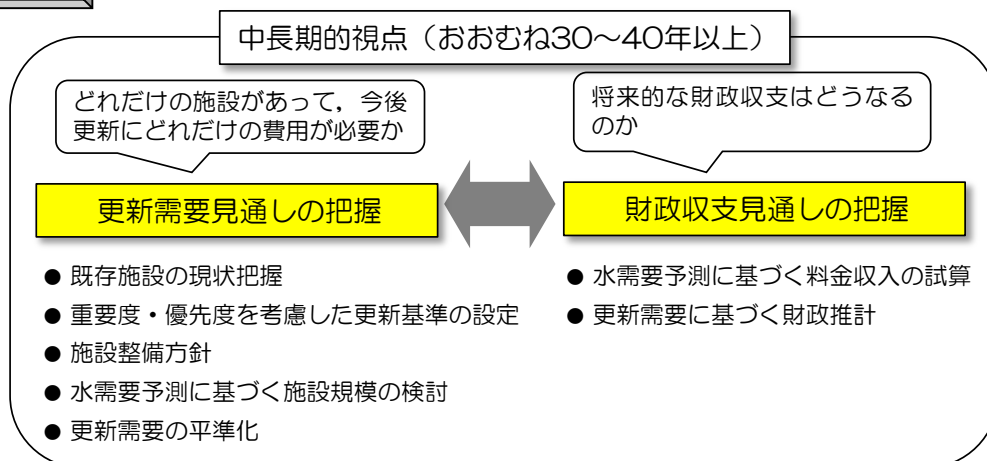 中長期的視点（おおむね30～40年以上）
どれだけの施設があって，今後
更新にどれだけの費用が必要か
将来的な財政収支はどうなる
のか
更新需要見通しの把握
財政収支見通しの把握
● 既存施設の現状把握
● 重要度・優先度を考慮した更新基準の設定
● 施設整備方針
● 水需要予測に基づく施設規模の検討
● 更新需要の平準化
● 水需要予測に基づく料金収入の試算
● 更新需要に基づく財政推計